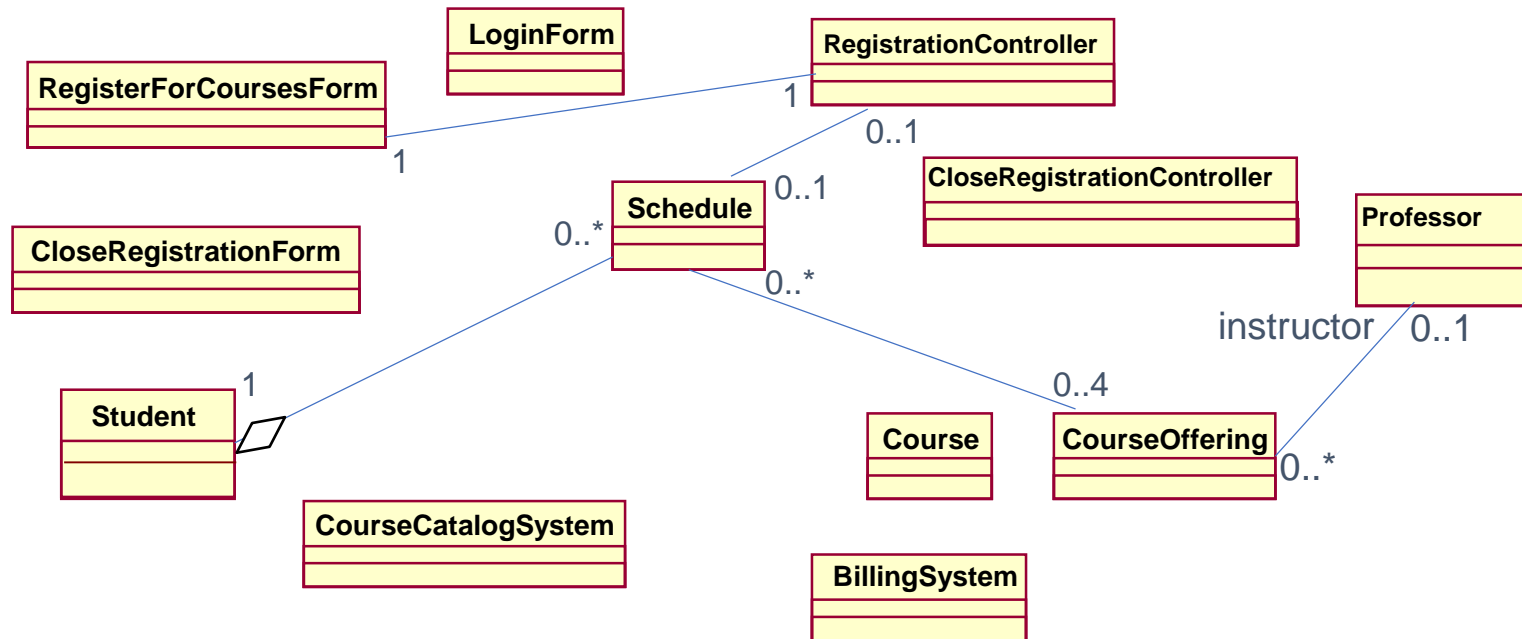 LoginForm
RegistrationController
RegisterForCoursesForm
1
1
0..1
0..1
CloseRegistrationController
Schedule
Professor
0..*
CloseRegistrationForm
0..*
instructor
0..1
1
0..4
Student
Course
CourseOffering
0..*
CourseCatalogSystem
BillingSystem